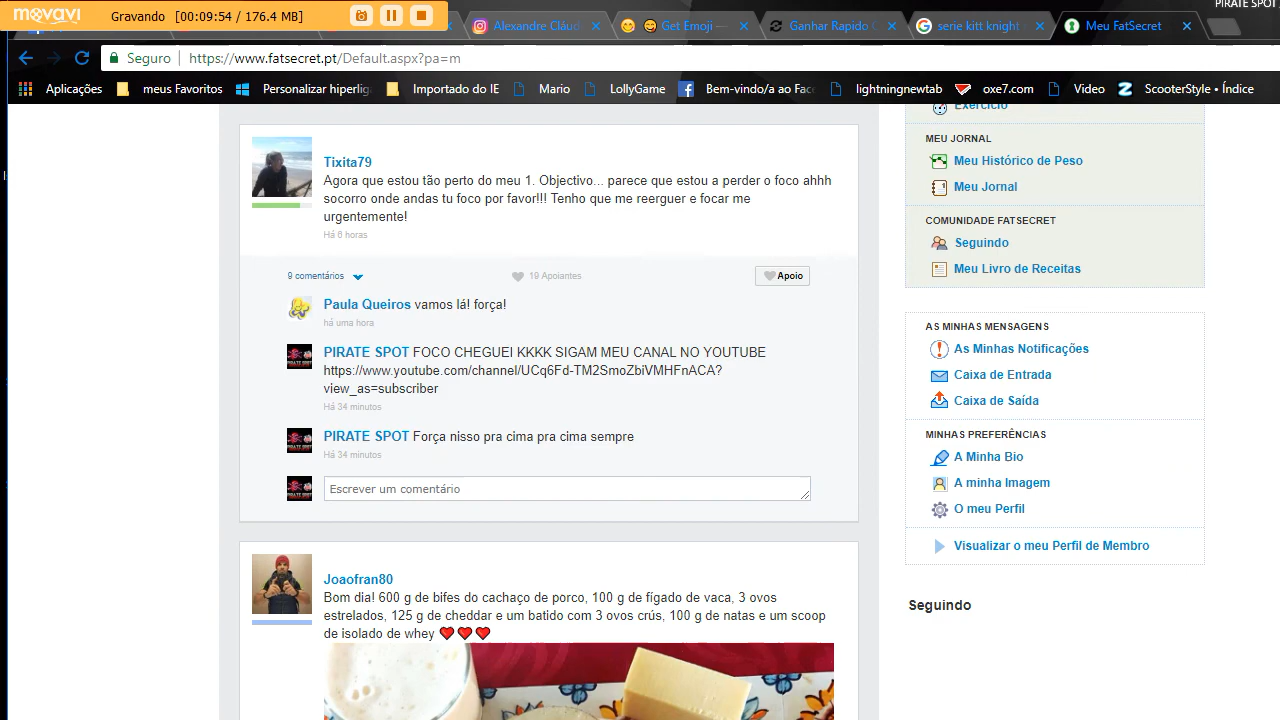 PIRATE SPOT
movavi Gravando [00:09:54 / 176.4 MB]
Alexandre Cláud
Get Emoji —
Ganhar Rapido
serie kitt knight
Meu FatSecret
Seguro https://www.fatsecret.pt/Default.aspx?pa=m
Aplicações meus Favoritos Personalizar hiperlig Importado do IE Mario LollyGame Bem-vindo/a ao Fac lightningnewtab oxe7.com Video ScooterStyle • Índice
Tixita79
Agora que estou tão perto do meu 1. Objectivo... parece que estou a perder o foco ahhh
socorro onde andas tu foco por favor!!! Tenho que me reerguer e focar me
urgentemente!
Há 6 horas
9 comentários 19 Apoiantes Apoio
Paula Queiros vamos lá! força!
há uma hora
PIRATE SPOT FOCO CHEGUEI KKKK SIGAM MEU CANAL NO YOUTUBE
https://www.youtube.com/channel/UCq6Fd-TM2SmoZbiVMHFnACA?
view_as=subscriber
Há 34 minutos
PIRATE SPOT Força nisso pra cima pra cima sempre
Há 34 minutos
Escrever um comentário
Joaofran80
Bom dia! 600 g de bifes do cachaço de porco, 100 g de fígado de vaca, 3 ovos
estrelados, 125 g de cheddar e um batido com 3 ovos crús, 100 g de natas e um scoop
de isolado de whey ❤❤❤
Exercício
MEU JORNAL
Meu Histórico de Peso
Meu Jornal
COMUNIDADE FATSECRET
Seguindo
Meu Livro de Receitas
AS MINHAS MENSAGENS
As Minhas Notificações
Caixa de Entrada
Caixa de Saída
MINHAS PREFERÊNCIAS
A Minha Bio
A minha Imagem
O meu Perfil
Visualizar o meu Perfil de Membro
Seguindo